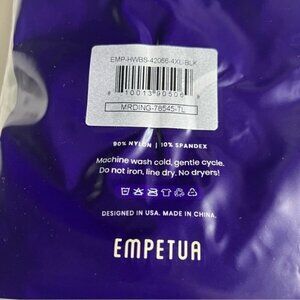 EMP-HWBS-42066-4XL-BLK
MRDING-78545-TL
90% NYLON | 10% SPANDEX
Machine wash cold, gentle cycle.
Do not iron, line dry. No dryers!
DESIGNED IN USA. MADE IN CHINA.
EMPETUA